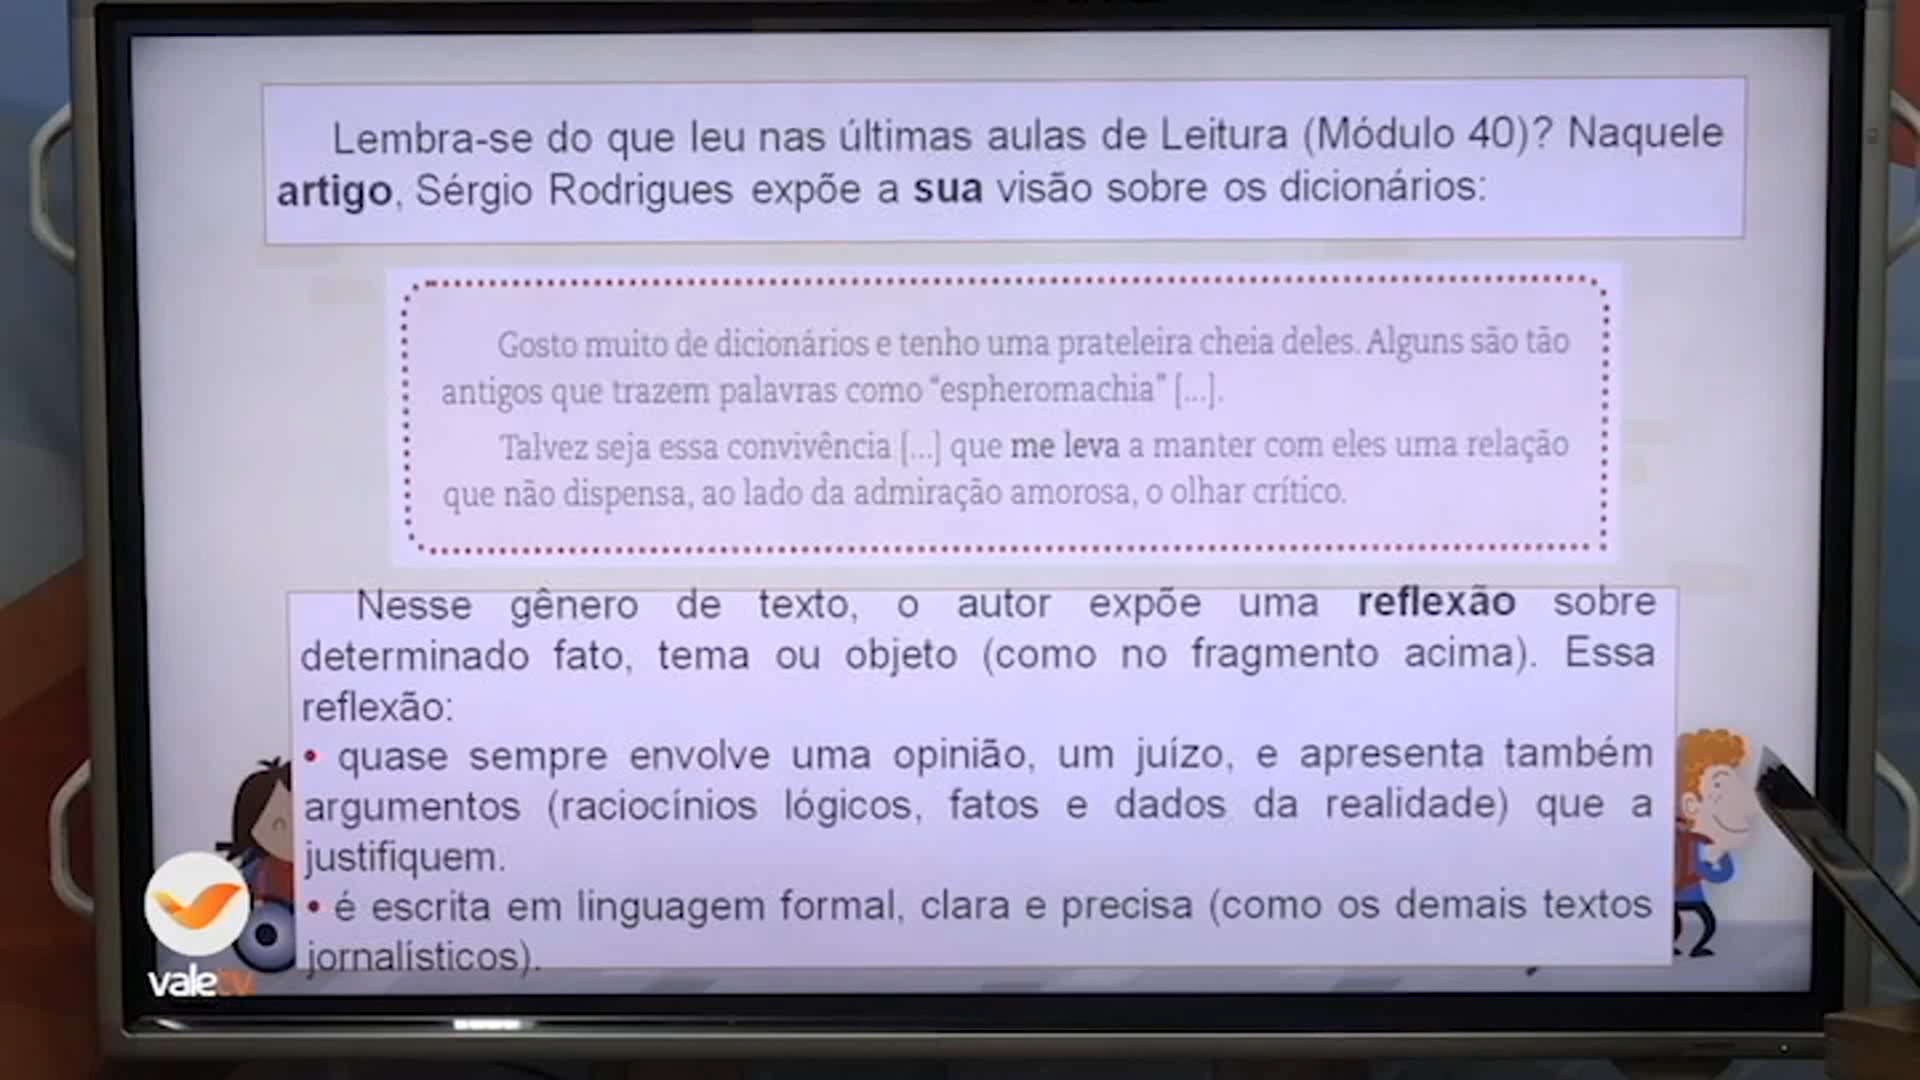 Lembra-se do que leu nas últimas aulas de Leitura (Módulo 40)? Naquele
artigo, Sérgio Rodrigues expõe a sua visão sobre os dicionários:
Gosto muito de dicionários e tenho uma prateleira cheia deles. Alguns são tão
antigos que trazem palavras como “espheromachia” [...].
Talvez seja essa convivência [...] que me leva a manter com eles uma relação
que não dispensa, ao lado da admiração amorosa, o olhar crítico.
Nesse gênero de texto, o autor expõe uma reflexão sobre
determinado fato, tema ou objeto (como no fragmento acima). Essa
reflexão:
• quase sempre envolve uma opinião, um juízo, e apresenta também
argumentos (raciocínios lógicos, fatos e dados da realidade) que a
justifiquem.
• é escrita em linguagem formal, clara e precisa (como os demais textos
jornalísticos).
valetv